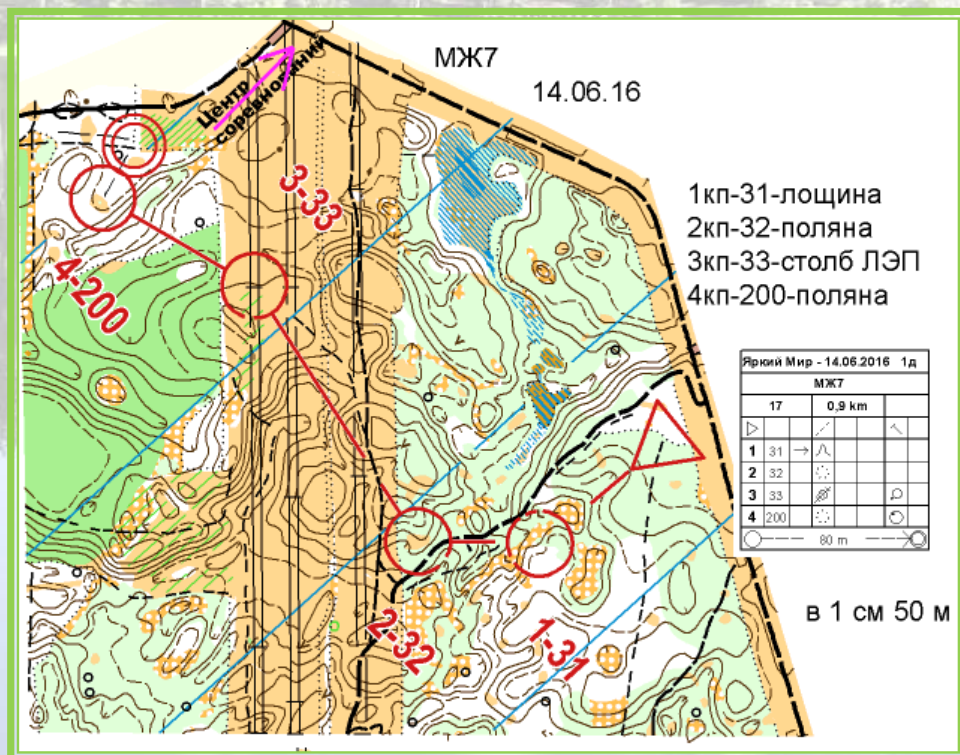 МЖ7
14.06.16
Центр
соревнований
3-33
4-200
2-32
1-31
1кп-31-лощина
2кп-32-поляна
3кп-33-столб ЛЭП
4кп-200-поляна
Яркий Мир - 14.06.2016 1д
МЖ7
17 0,9 km
1 31
2 32
3 33
4 200
80 m
в 1 см 50 м